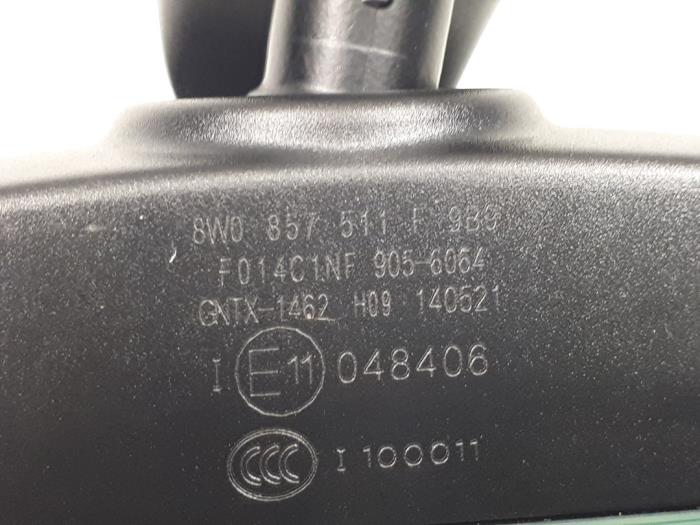 8W0 857 511 F 9B9
F014C1NF 905-6064
GNTX-1462 H09 140521
I E11 048406
CCC I 100011